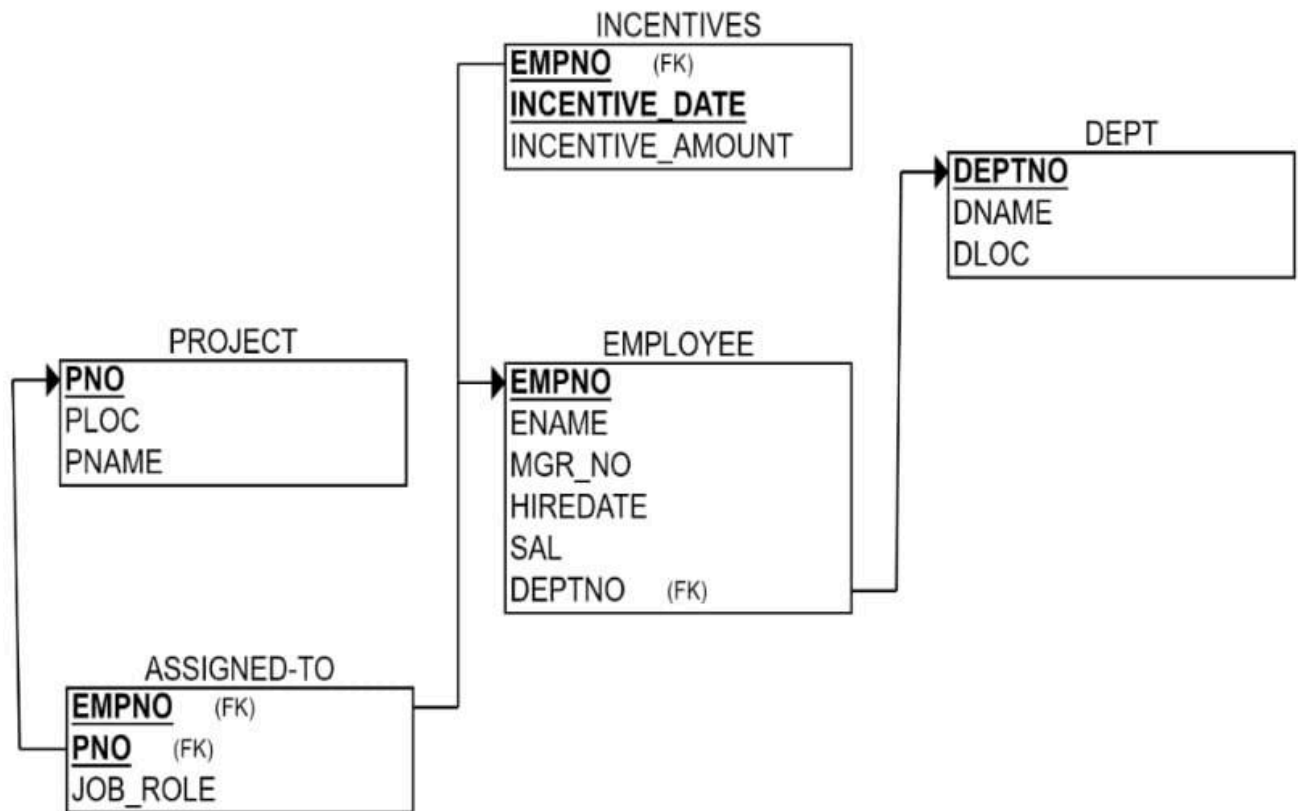 INCENTIVES
EMPNO (FK)
INCENTIVE_DATE
INCENTIVE_AMOUNT
DEPT
DEPTNO
DNAME
DLOC
PROJECT
PNO
PLOC
PNAME
EMPLOYEE
EMPNO
ENAME
MGR_NO
HIREDATE
SAL
DEPTNO (FK)
ASSIGNED-TO
EMPNO (FK)
PNO (FK)
JOB_ROLE